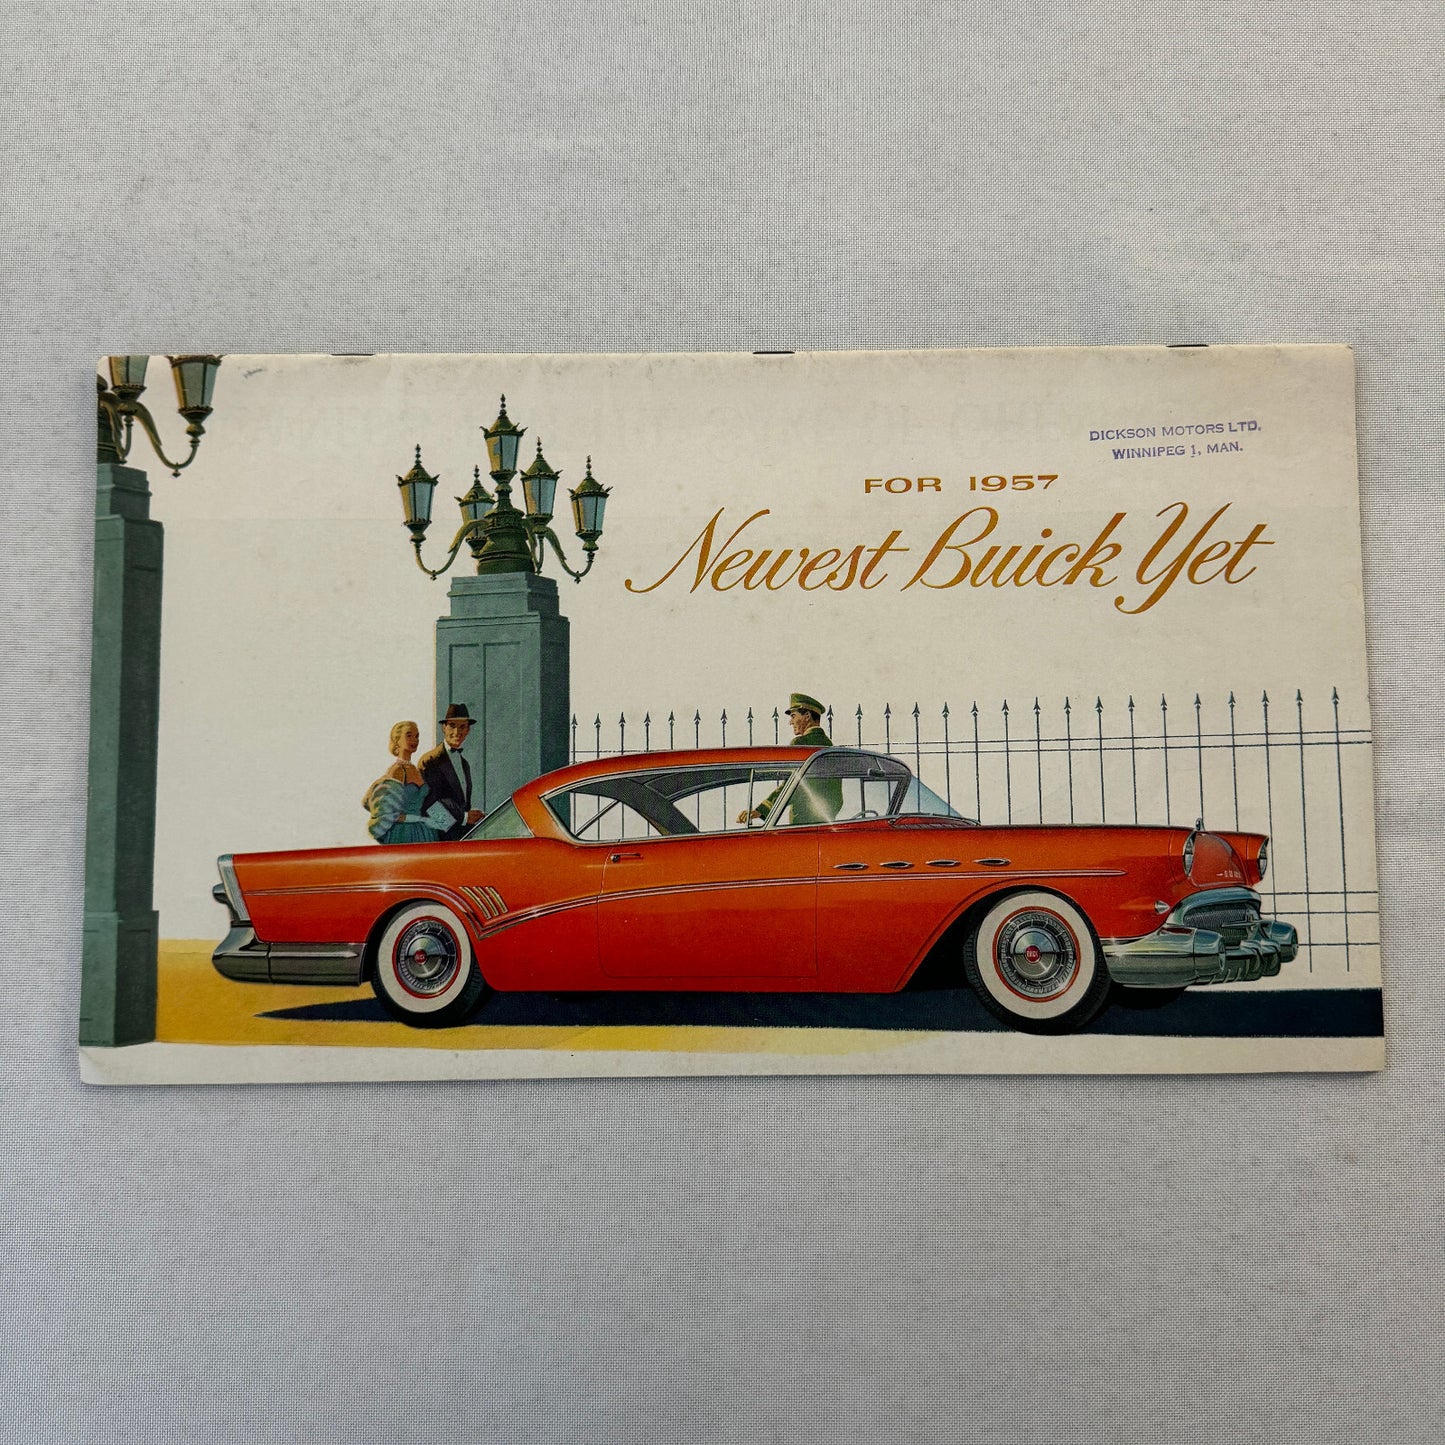 DICKSON MOTORS LTD.
WINNIPEG 1, MAN.
FOR 1957
Newest Buick Yet